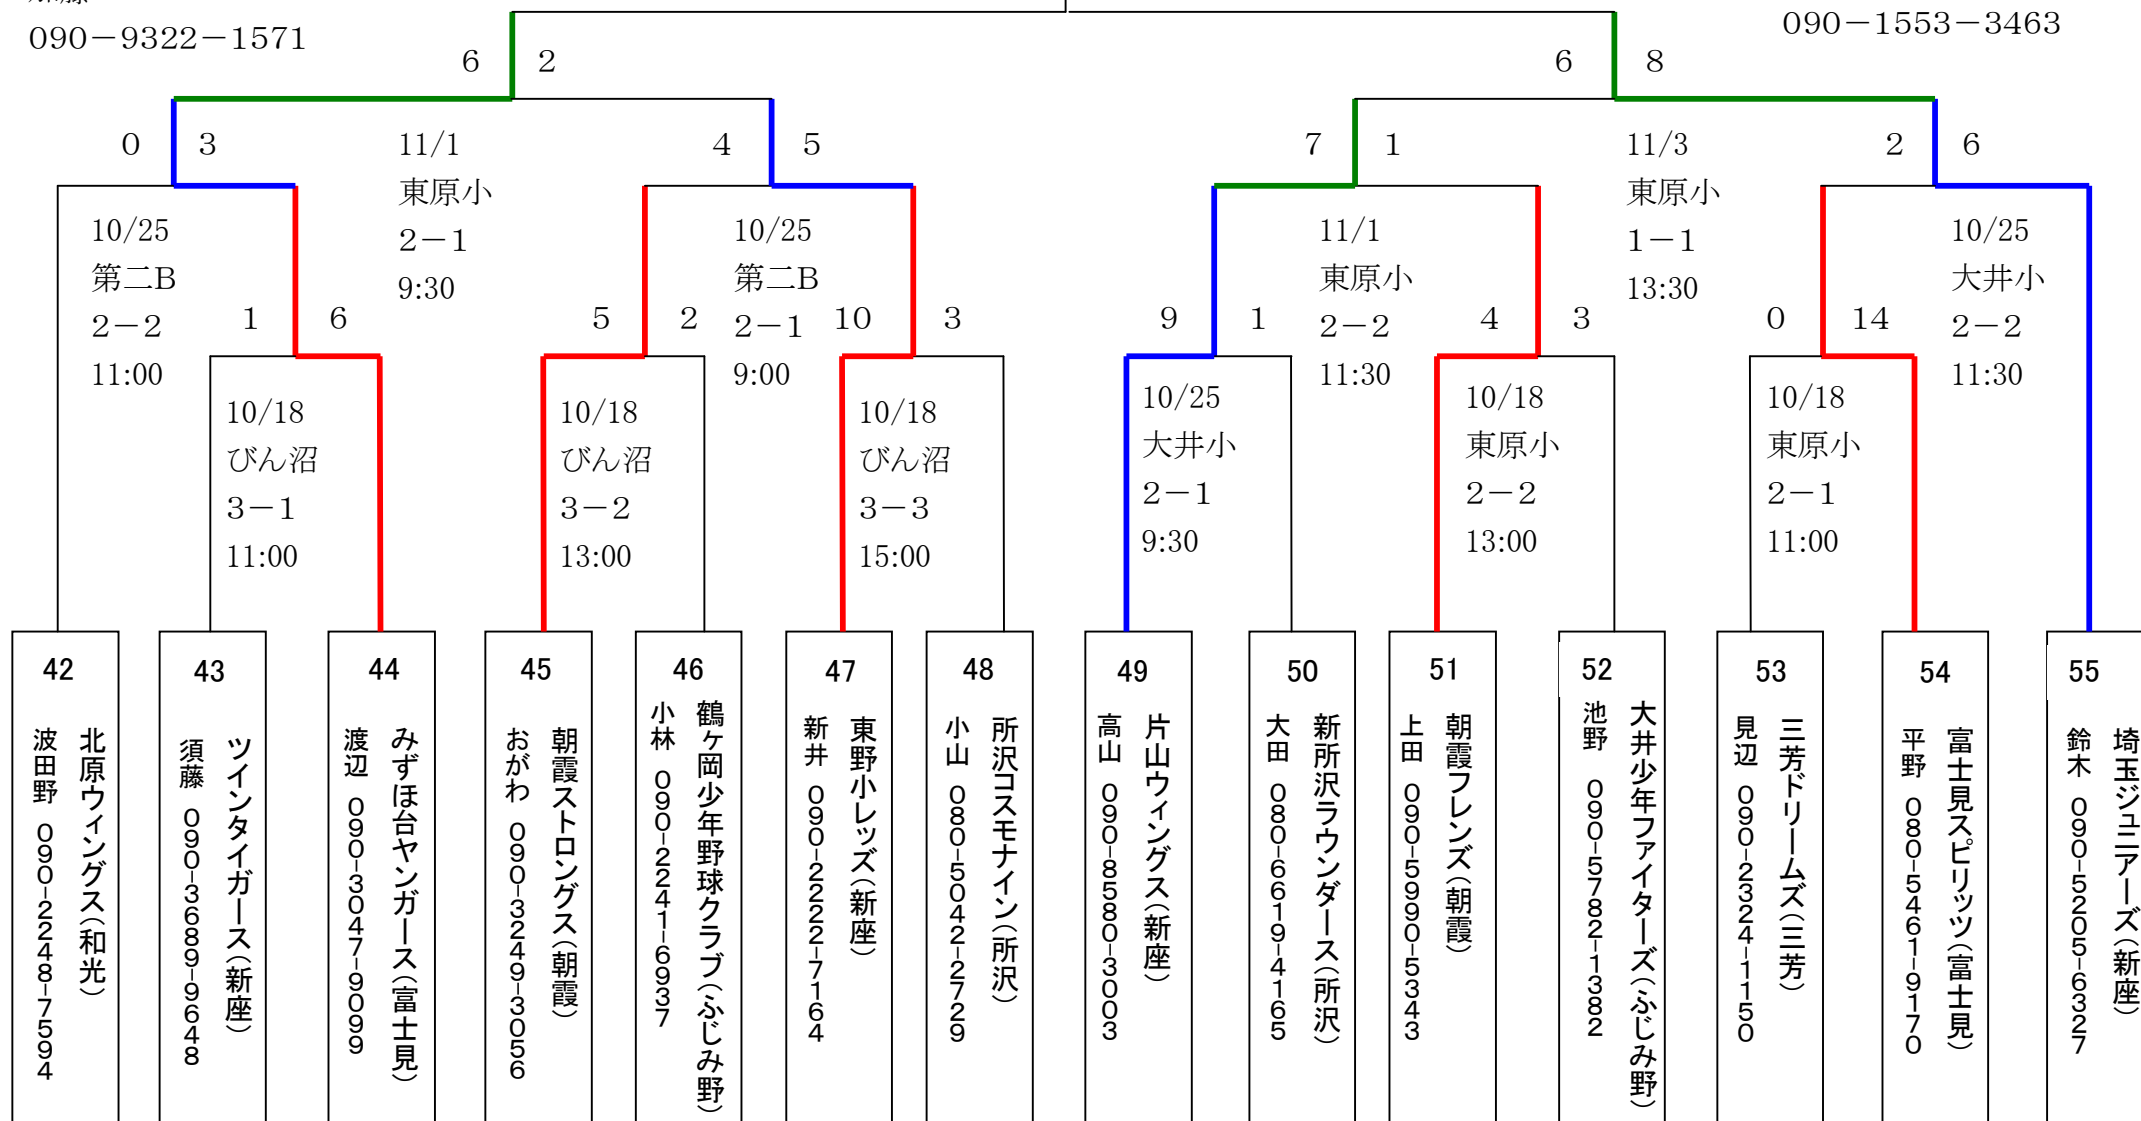 090－9322－1571
090－1553－3463
6 2
6 8
0 3
4 5
7 1
2 6
11/1
東原小
2－1
9:30
11/3
東原小
1－1
13:30
10/25
第二B
2－2
11:00
10/25
第二B
2－1
9:00
11/1
東原小
2－2
11:30
10/25
大井小
2－2
11:30
1 6
5 2
10 3
9 1
4 3
0 14
10/18
びん沼
3－1
11:00
10/18
びん沼
3－2
13:00
10/18
びん沼
3－3
15:00
10/25
大井小
2－1
9:30
10/18
東原小
2－2
13:00
10/18
東原小
2－1
11:00
42
北原ウィングス（和光）
波田野 090-2248-7594
43
ツインタイガース（新座）
須藤 090-3689-9648
44
みずほ台ヤンガース（富士見）
渡辺 090-3047-9099
45
朝霞ストロングス（朝霞）
おがわ 090-3249-3056
46
鶴ヶ岡少年野球クラブ（ふじみ野）
小林 090-2241-6937
47
東野小レッズ（新座）
新井 090-2222-7164
48
所沢コスモナイン（所沢）
小山 080-5042-2729
49
片山ウィングス（新座）
高山 090-8580-3003
50
新所沢ラウンダース（所沢）
大田 080-6619-4165
51
朝霞フレンズ（朝霞）
上田 090-5990-5343
52
大井少年ファイターズ（ふじみ野）
池野 090-5782-1382
53
三芳ドリームズ（三芳）
見辺 090-2324-1150
54
富士見スピリッツ（富士見）
平野 080-5461-9170
55
埼玉ジュニアーズ（新座）
鈴木 090-5205-6327